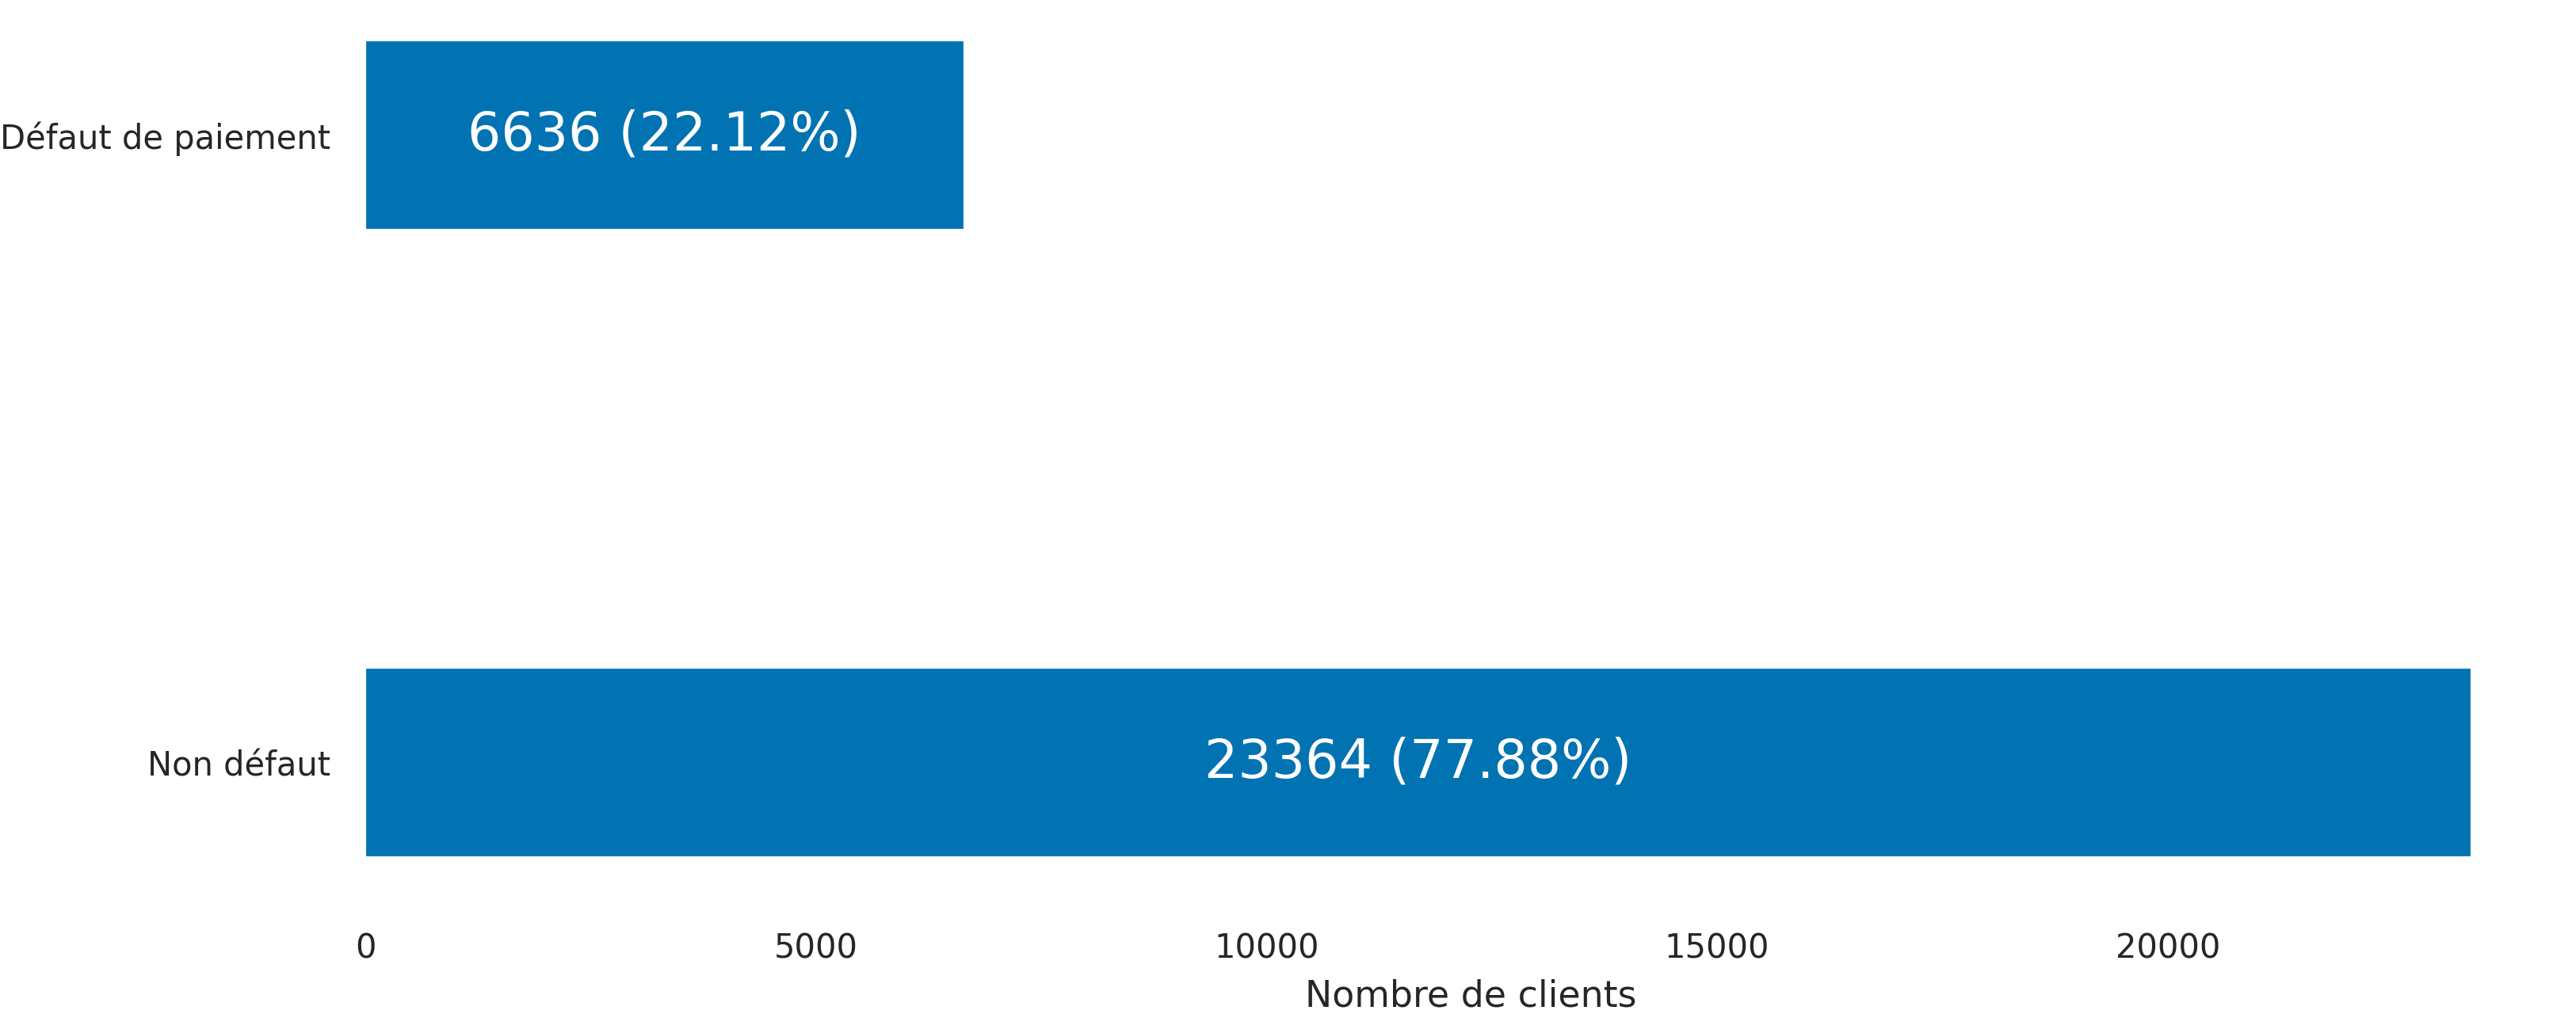 Défaut de paiement
6636 (22.12%)
Non défaut
23364 (77.88%)
0 5000 10000 15000 20000
Nombre de clients